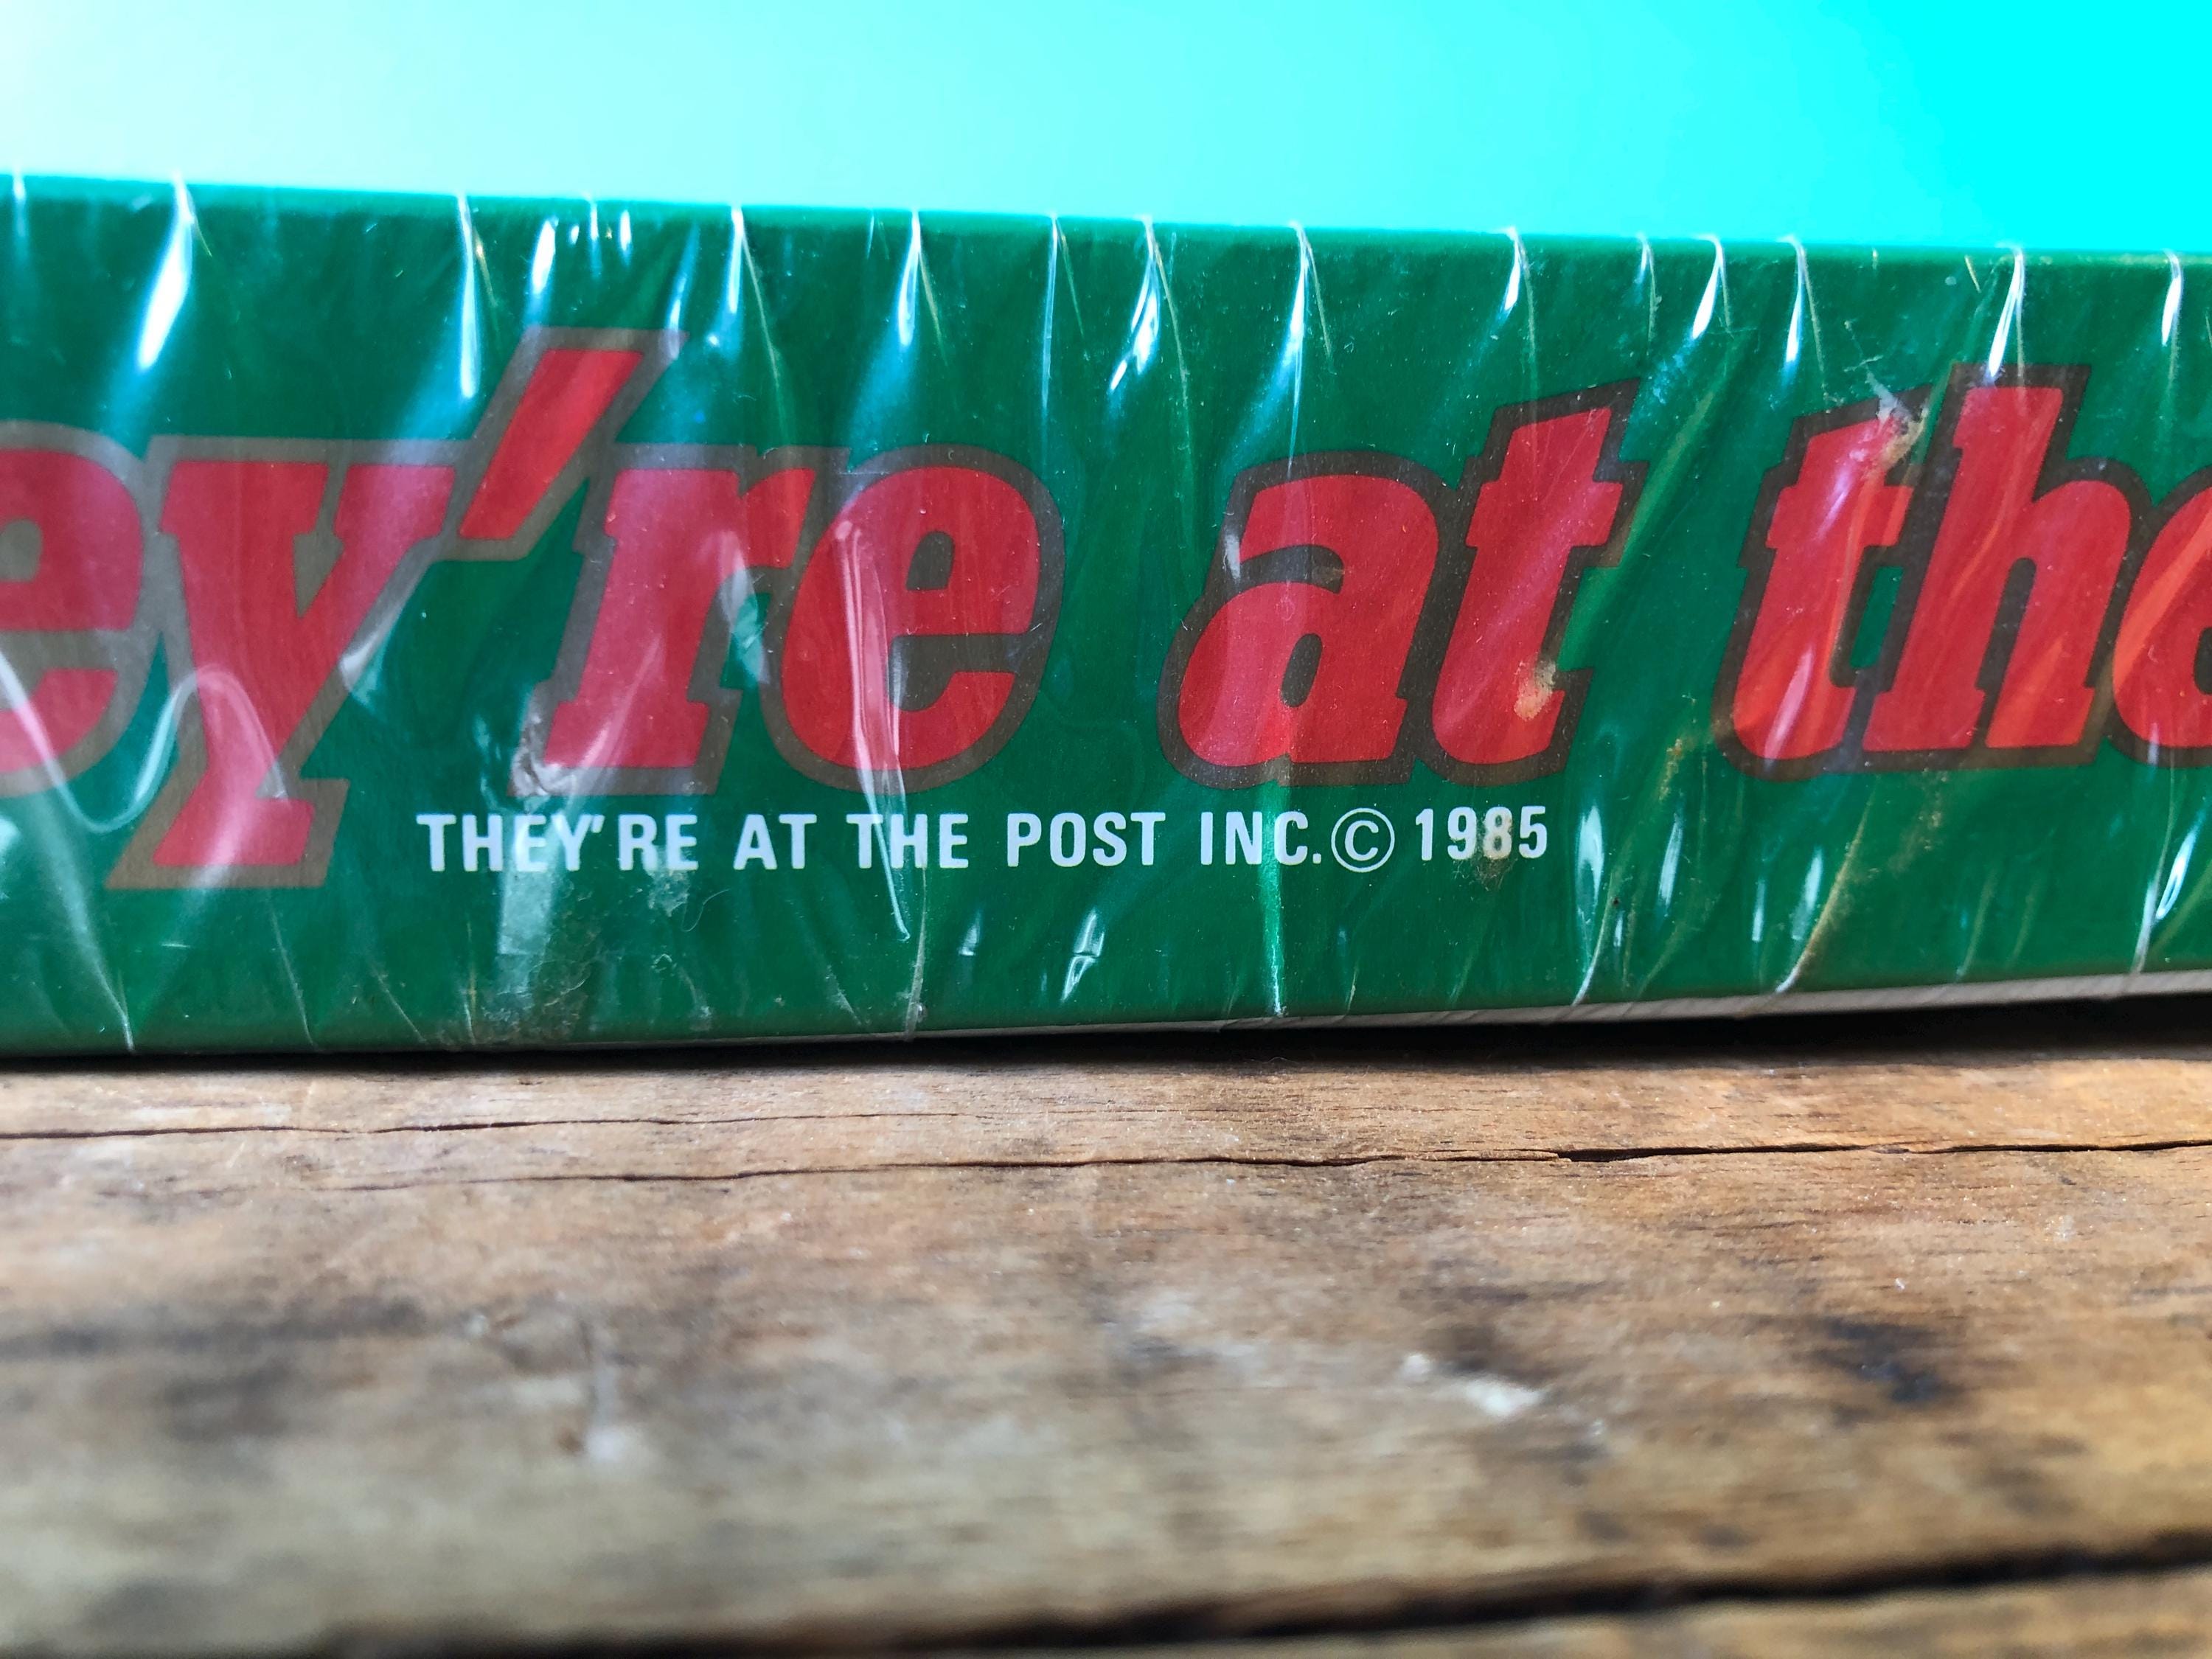 ey're at the
THEY'RE AT THE POST INC.© 1985